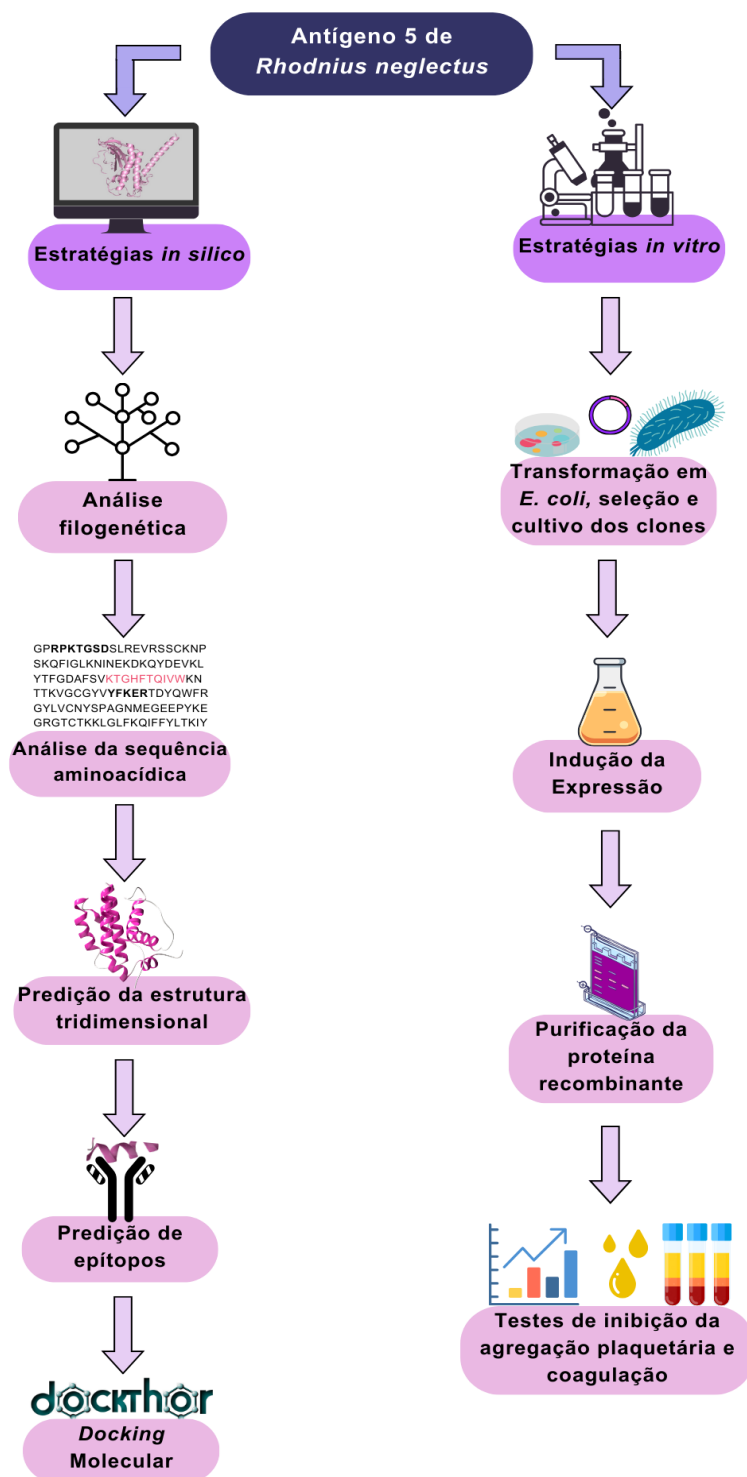 Antígeno 5 de
Rhodnius neglectus
Estratégias in silico
Análise
filogenética
GPRPKTGSDSLREVRSSCKNP
SKQFIGLKNINEKDKQYDEVKL
YTFGDAFSVKTGHFTQIVWKN
TTKVGCGYVYFKERTDYQWFR
GYLVCNYSPAGNMEGEEPYKE
GRGTCTKKLGLFKQIFFYLTKIY
Análise da sequência
aminoacídica
Predição da estrutura
tridimensional
Predição de
epítopos
dockthor
Docking
Molecular
Estratégias in vitro
Transformação em
E. coli, seleção e
cultivo dos clones
Indução da
Expressão
Purificação da
proteína
recombinante
Testes de inibição da
agregação plaquetária e
coagulação